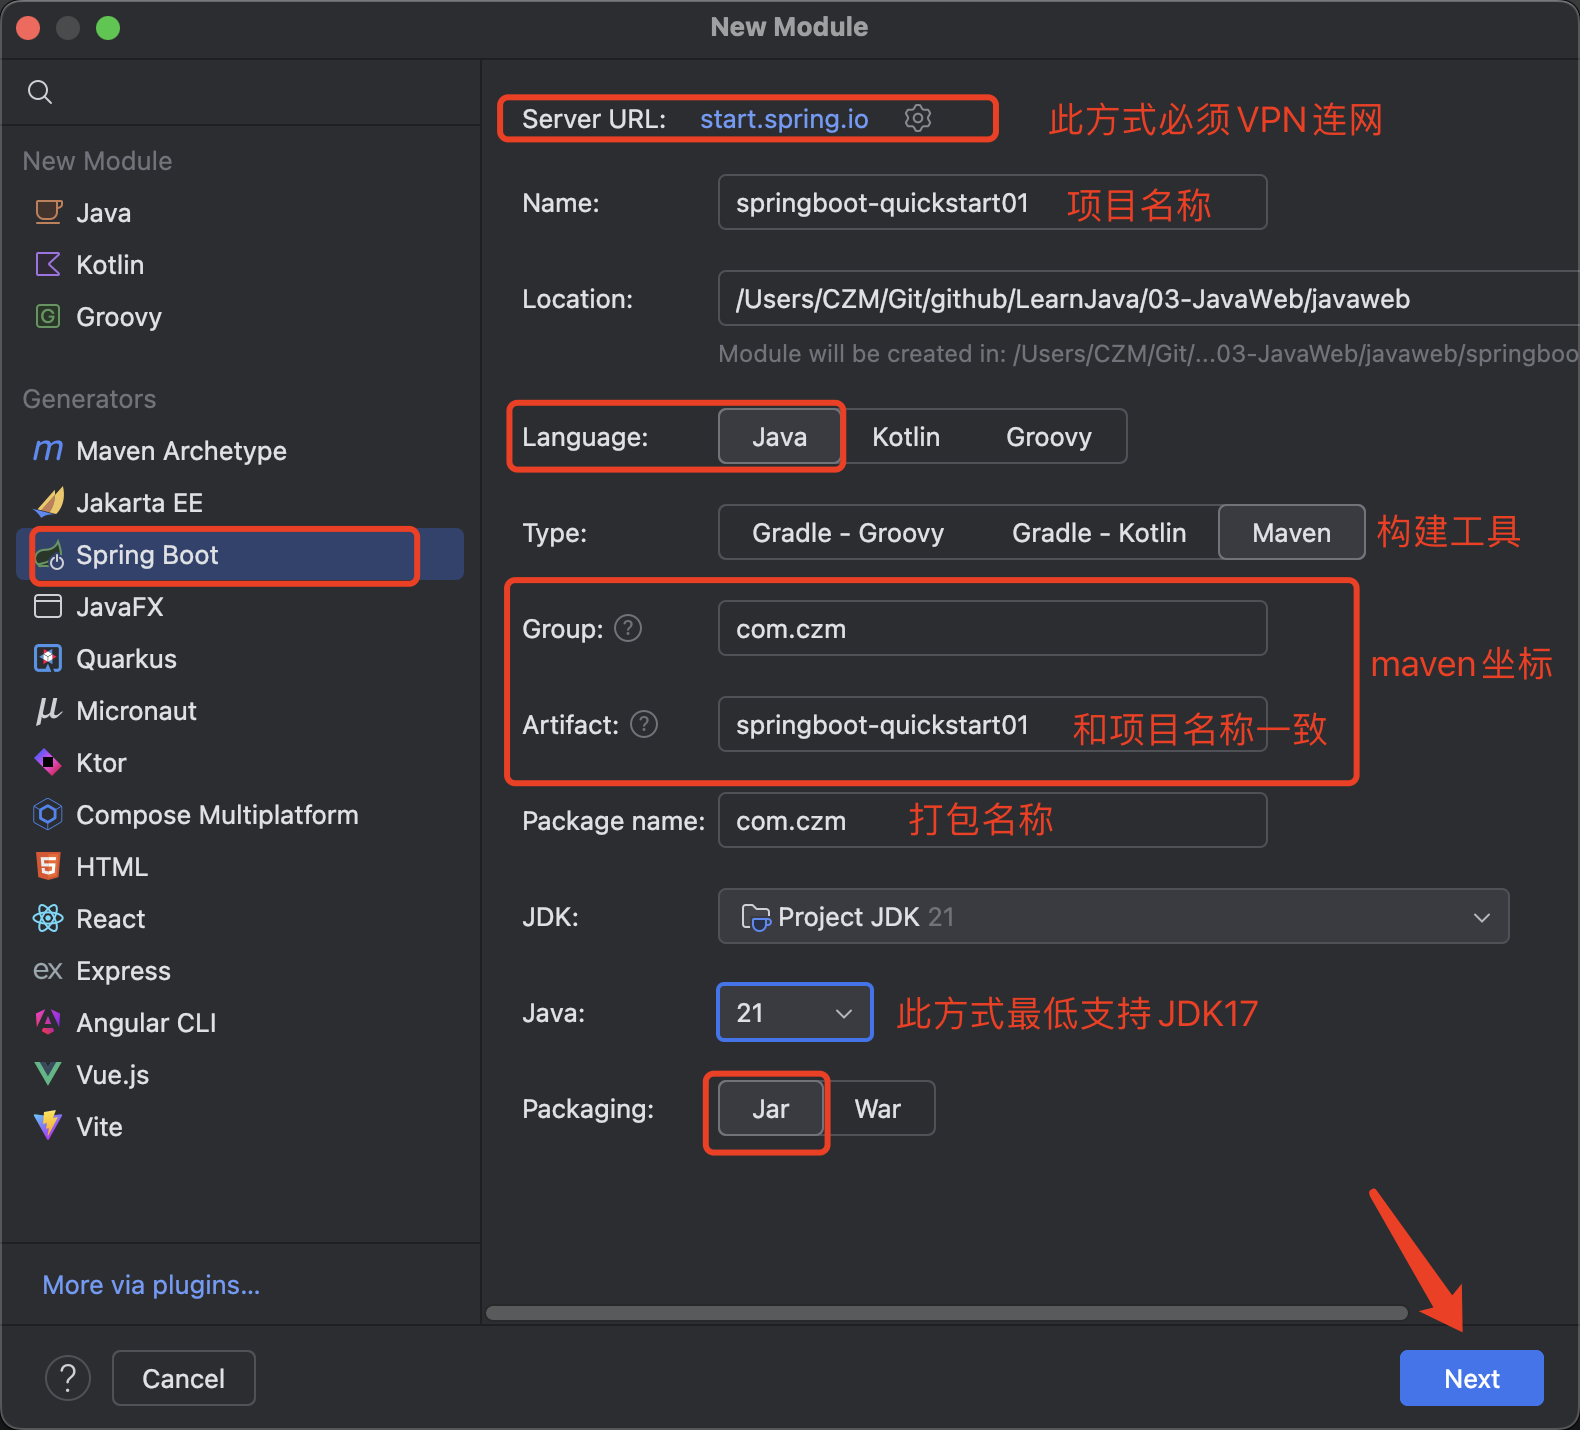 New Module
New Module
Java
Kotlin
Groovy
Generators
Maven Archetype
Jakarta EE
Spring Boot
JavaFX
Quarkus
Micronaut
Ktor
Compose Multiplatform
HTML
React
ex Express
Angular CLI
Vue.js
Vite
More via plugins...
Server URL: start.spring.io 此方式必须VPN连网
Name: springboot-quickstart01 项目名称
Location: /Users/CZM/Git/github/LearnJava/03-JavaWeb/javaweb
Module will be created in: /Users/CZM/Git/...03-JavaWeb/javaweb/springboo
Language: Java Kotlin Groovy
Type: Gradle - Groovy Gradle - Kotlin Maven 构建工具
Group: ? com.czm
maven坐标
Artifact: ? springboot-quickstart01 和项目名称一致
Package name: com.czm 打包名称
JDK: Project JDK 21
Java: 21 此方式最低支持JDK17
Packaging: Jar War
? Cancel Next